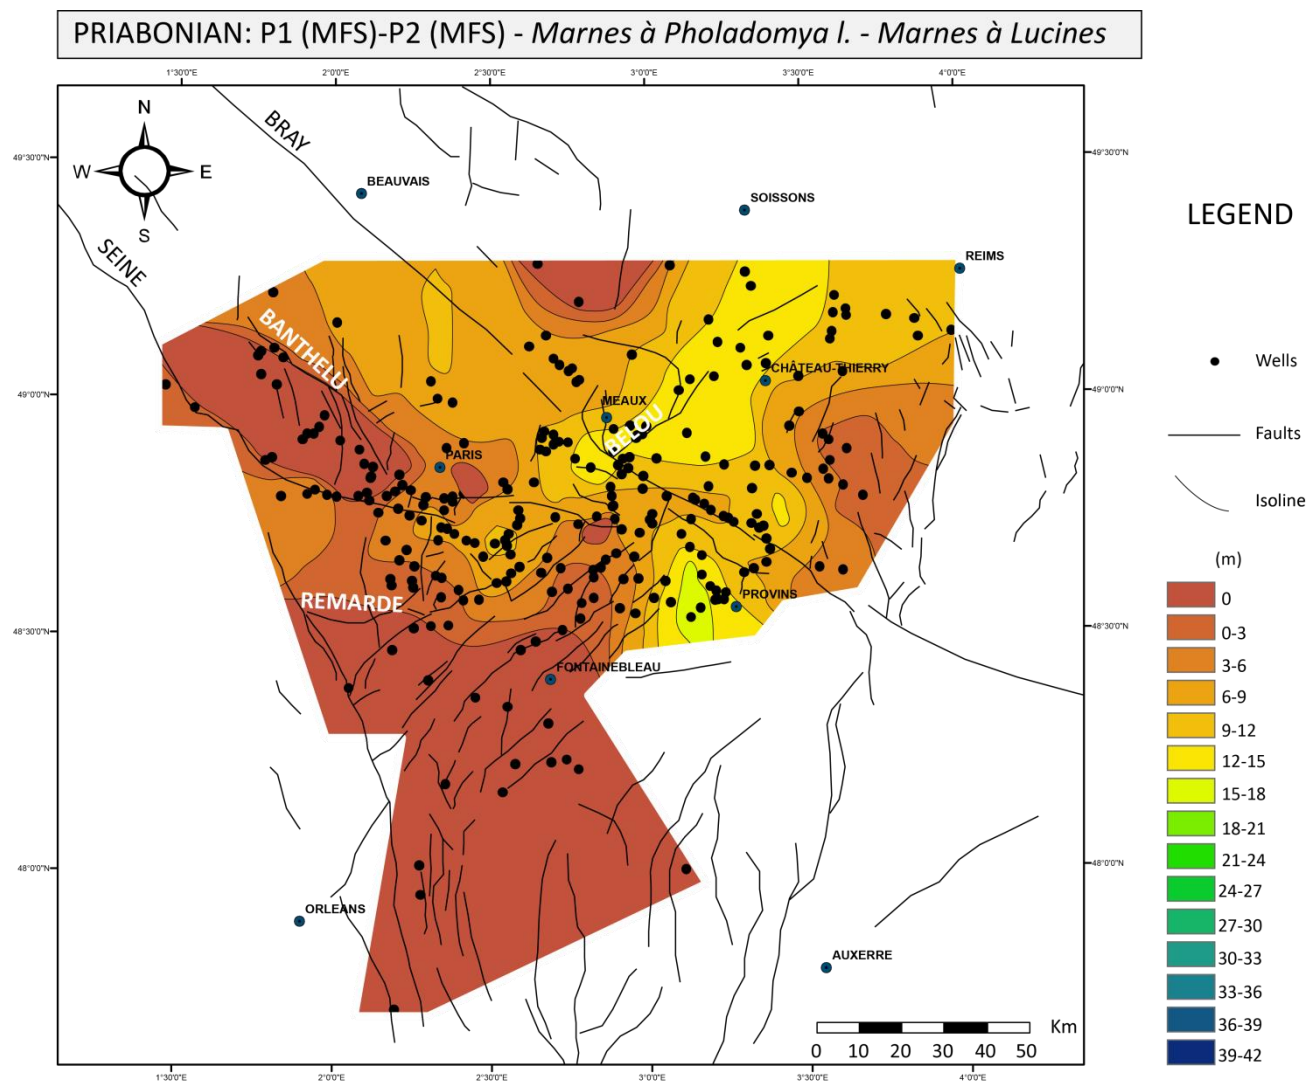 PRIABONIAN: P1 (MFS)-P2 (MFS) - Marnes à Pholadomya l. - Marnes à Lucines
1°30'0"E 2°0'0"E 2°30'0"E 3°0'0"E 3°30'0"E 4°0'0"E
N
W E
S
BRAY
SEINE
49°30'0"N 49°30'0"N
BEAUVAIS
SOISSONS
REIMS
BANTHELU
49°0'0"N 49°0'0"N
CHÂTEAU-THIERRY
MEAUX
BELOU
PARIS
REMARDE
PROVINS
48°30'0"N 48°30'0"N
FONTAINEBLEAU
48°0'0"N 48°0'0"N
ORLEANS
AUXERRE
Km
0 10 20 30 40 50
1°30'0"E 2°0'0"E 2°30'0"E 3°0'0"E 3°30'0"E 4°0'0"E
LEGEND
Wells
Faults
Isoline
(m)
0
0-3
3-6
6-9
9-12
12-15
15-18
18-21
21-24
24-27
27-30
30-33
33-36
36-39
39-42